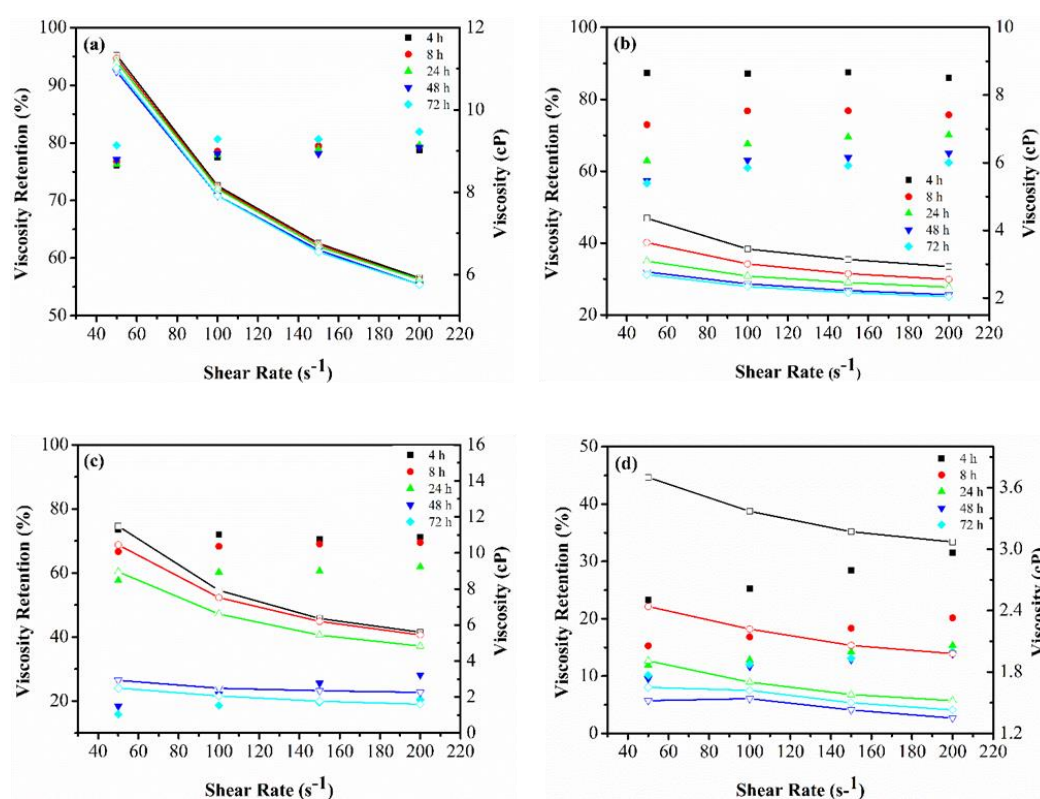 (a)
4 h
8 h
24 h
48 h
72 h
Viscosity Retention (%)
100
90
80
70
60
50
12
10
8
6
Viscosity (cP)
40 60 80 100 120 140 160 180 200 220
Shear Rate (s-1)
(b)
4 h
8 h
24 h
48 h
72 h
Viscosity Retention (%)
100
80
60
40
20
10
8
6
4
2
Viscosity (cP)
40 60 80 100 120 140 160 180 200 220
Shear Rate (s-1)
(c)
4 h
8 h
24 h
48 h
72 h
Viscosity Retention (%)
100
80
60
40
20
16
14
12
10
8
6
4
2
0
Viscosity (cP)
40 60 80 100 120 140 160 180 200 220
Shear Rate (s-1)
(d)
4 h
8 h
24 h
48 h
72 h
Viscosity Retention (%)
50
40
30
20
10
0
3.6
3.0
2.4
1.8
1.2
Viscosity (cP)
40 60 80 100 120 140 160 180 200 220
Shear Rate (s-1)